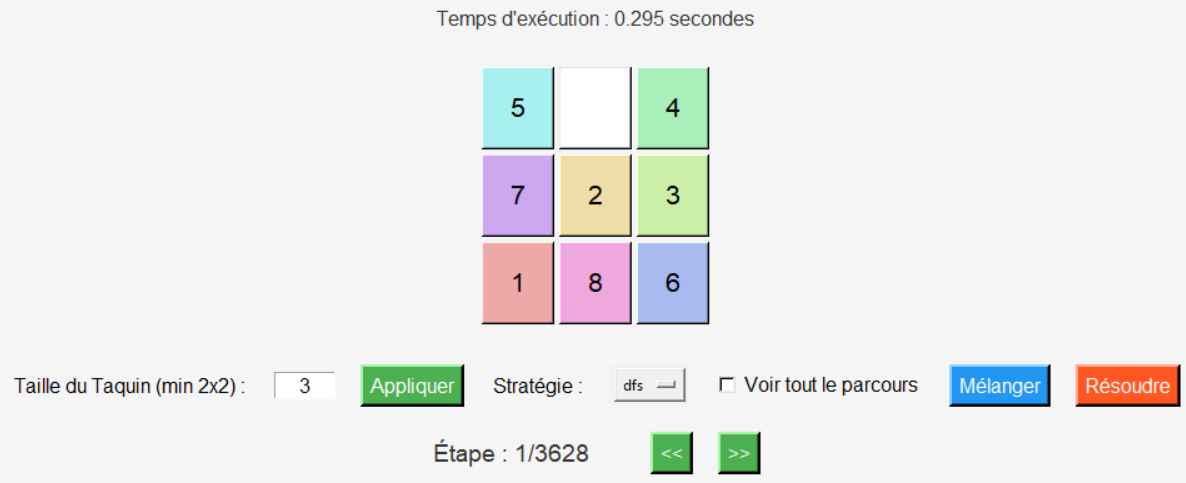 Temps d'exécution : 0.295 secondes
5 4
7 2 3
1 8 6
Taille du Taquin (min 2x2) : 3 Appliquer Stratégie : dfs Voir tout le parcours Mélanger Résoudre
Étape : 1/3628 << >>